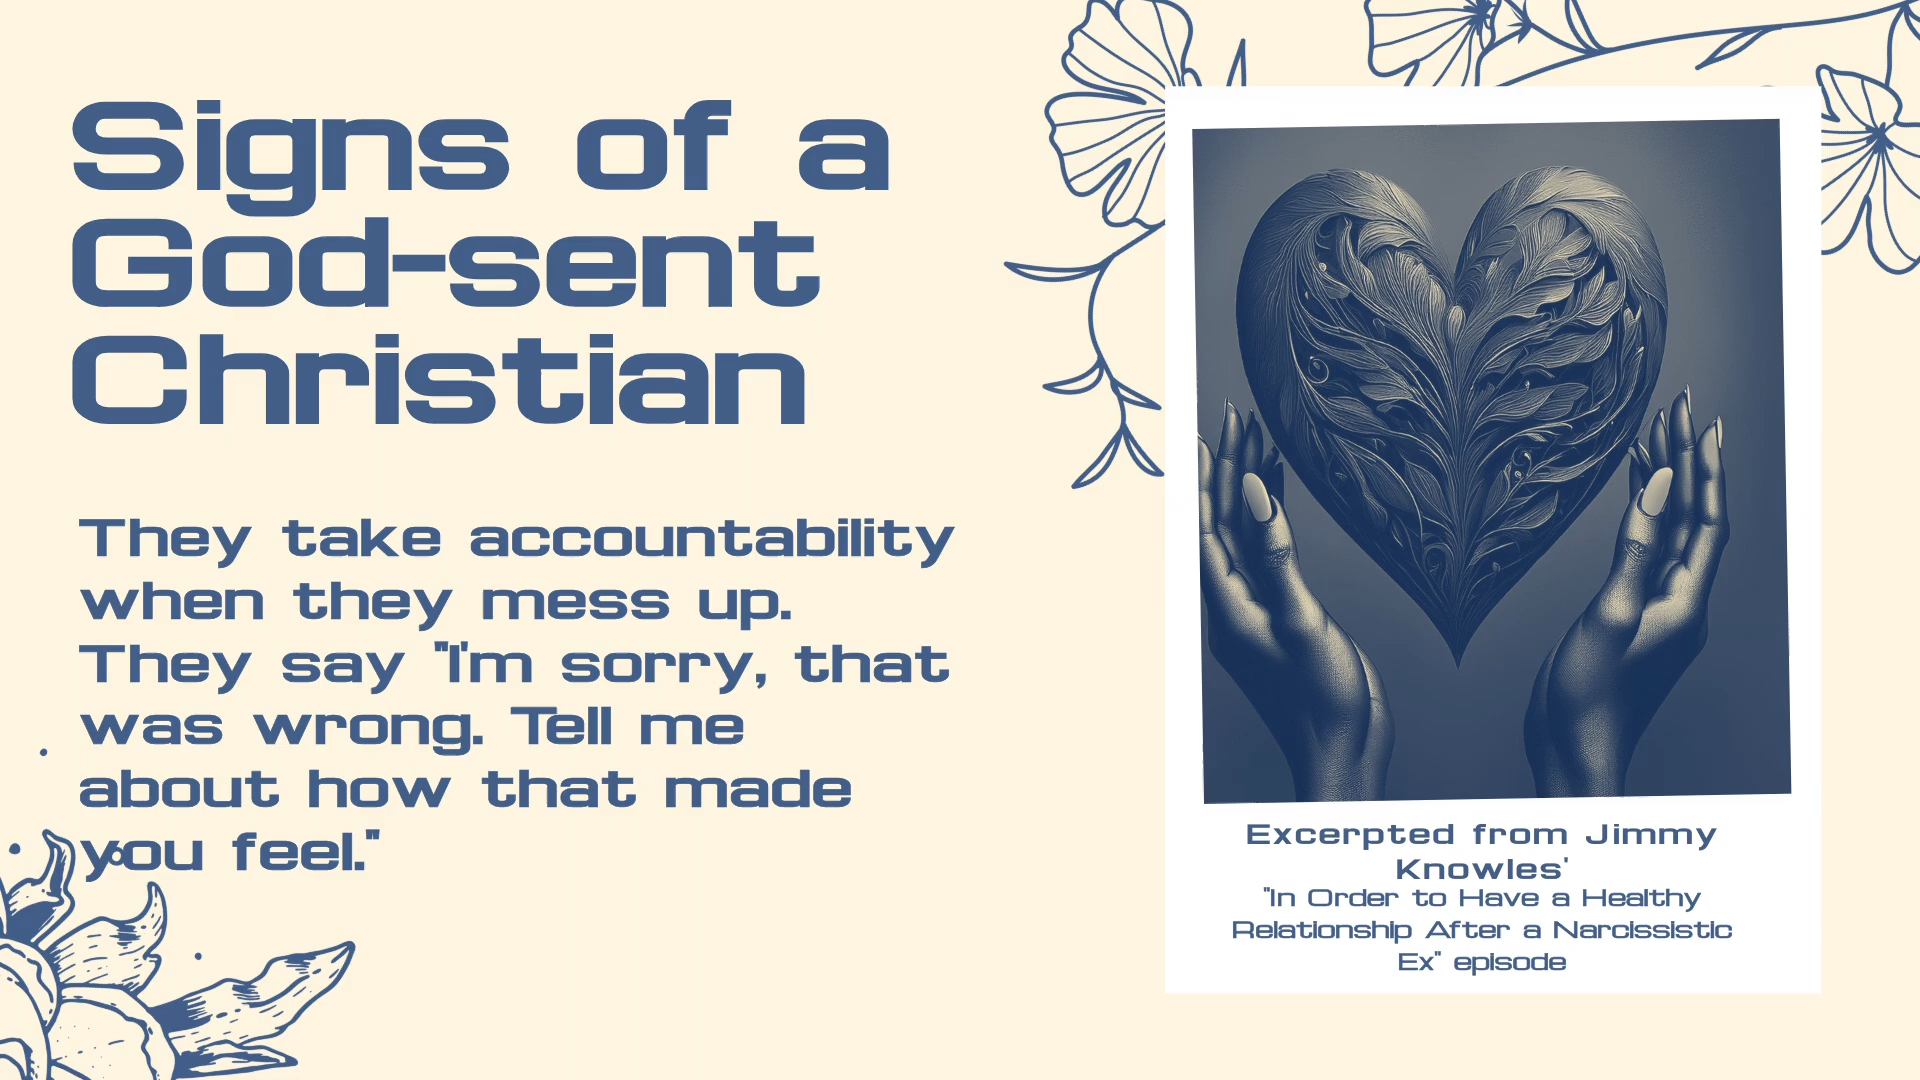 Signs of a
God-sent
Christian
They take accountability
when they mess up.
They say "I'm sorry, that
was wrong. Tell me
about how that made
you feel."
Excerpted from Jimmy
Knowles'
"In Order to Have a Healthy
Relationship After a Narcissistic
Ex" episode